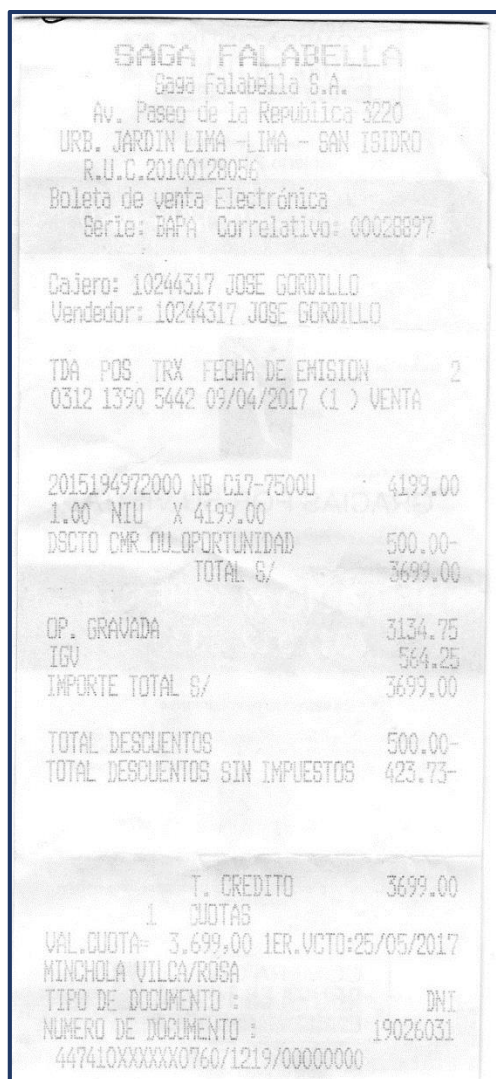 SAGA FALABELLA
Saga Falabella S.A.
Av. Paseo de la Republica 3220
URB. JARDIN LIMA -LIMA - SAN ISIDRO
R.U.C.20100128056
Boleta de venta Electrónica
Serie: BAPA Correlativo: 00028897
Cajero: 10244317 JOSE GORDILLO
Vendedor: 10244317 JOSE GORDILLO
TDA POS TRX FECHA DE EMISION 2
0312 1390 5442 09/04/2017 (1 ) VENTA
2015194972000 NB Ci7-7500U 4199.00
1.00 NIU X 4199.00
DSCTO CMR_OU_OPORTUNIDAD 500.00-
TOTAL S/ 3699.00
OP. GRAVADA 3134.75
IGV 564.25
IMPORTE TOTAL S/ 3699.00
TOTAL DESCUENTOS 500.00-
TOTAL DESCUENTOS SIN IMPUESTOS 423.73-
T. CREDITO 3699.00
1 CUOTAS
VAL.CUOTA= 3.699,00 1ER.VCTO:25/05/2017
MINCHOLA VILCA/ROSA
TIPO DE DOCUMENTO : DNI
NUMERO DE DOCUMENTO : 19026031
447410XXXXXX0760/1219/00000000